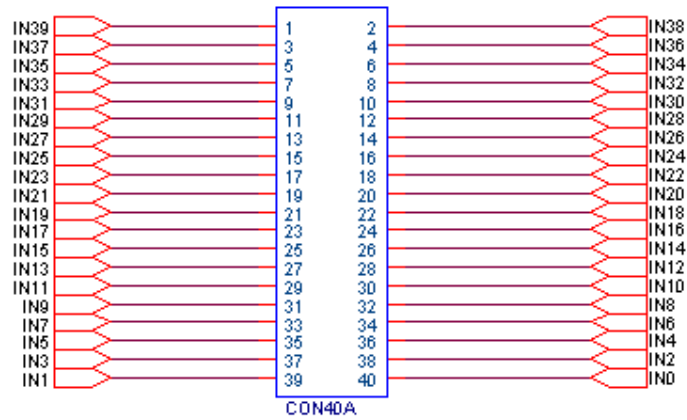 IN39 1 2 IN38
IN37 3 4 IN36
IN35 5 6 IN34
IN33 7 8 IN32
IN31 9 10 IN30
IN29 11 12 IN28
IN27 13 14 IN26
IN25 15 16 IN24
IN23 17 18 IN22
IN21 19 20 IN20
IN19 21 22 IN18
IN17 23 24 IN16
IN15 25 26 IN14
IN13 27 28 IN12
IN11 29 30 IN10
IN9 31 32 IN8
IN7 33 34 IN6
IN5 35 36 IN4
IN3 37 38 IN2
IN1 39 40 IN0
CON40A